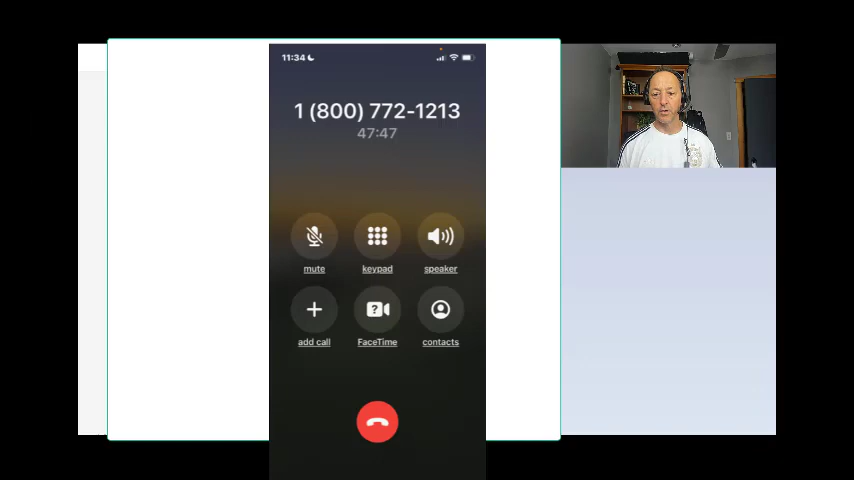 11:34
1 (800) 772-1213
47:47
mute
keypad
speaker
?
add call
FaceTime
contacts